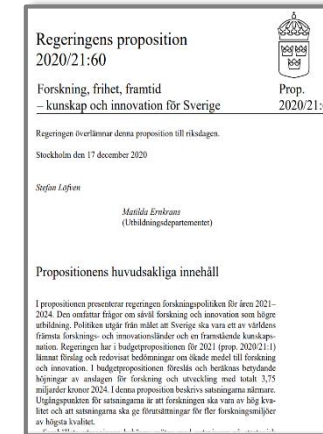 Regeringens proposition
2020/21:60
Forskning, frihet, framtid
– kunskap och innovation för Sverige
Prop.
2020/21:6
Regeringen överlämnar denna proposition till riksdagen.
Stockholm den 17 december 2020
Stefan Löfven
Matilda Ernkrans
(Utbildningsdepartementet)
Propositionens huvudsakliga innehåll
I propositionen presenterar regeringen forskningspolitiken för åren 2021–
2024. Den omfattar frågor om såväl forskning och innovation som högre
utbildning. Politiken utgår från målet att Sverige ska vara ett av världens
främsta forsknings- och innovationsländer och en framstående kunskaps-
nation. Regeringen har i budgetpropositionen för 2021 (prop. 2020/21:1)
lämnat förslag och redovisat bedömningar om ökade medel till forskning
och innovation. I budgetpropositionen föreslås och beräknas betydande
höjningar av anslagen för forskning och utveckling med totalt 3,75
miljarder kronor 2024. I denna proposition beskrivs satsningarna närmare.
Utgångspunkten för satsningarna är att forskningen ska vara av hög kva-
litet och att satsningarna ska ge förutsättningar för fler forskningsmiljöer
av högsta kvalitet.